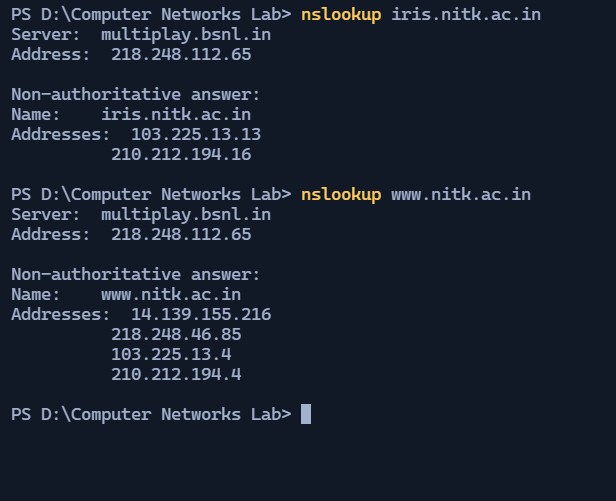 PS D:\Computer Networks Lab> nslookup iris.nitk.ac.in
Server:  multiplay.bsnl.in
Address:  218.248.112.65
Non-authoritative answer:
Name:    iris.nitk.ac.in
Addresses:  103.225.13.13
210.212.194.16
PS D:\Computer Networks Lab> nslookup www.nitk.ac.in
Server:  multiplay.bsnl.in
Address:  218.248.112.65
Non-authoritative answer:
Name:    www.nitk.ac.in
Addresses:  14.139.155.216
218.248.46.85
103.225.13.4
210.212.194.4
PS D:\Computer Networks Lab>